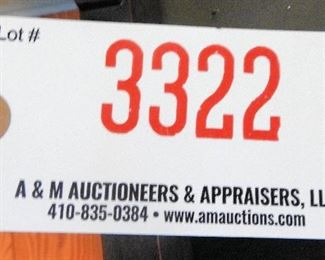 Lot #
3322
A & M AUCTIONEERS & APPRAISERS, LL
410-835-0384 • www.amauctions.com